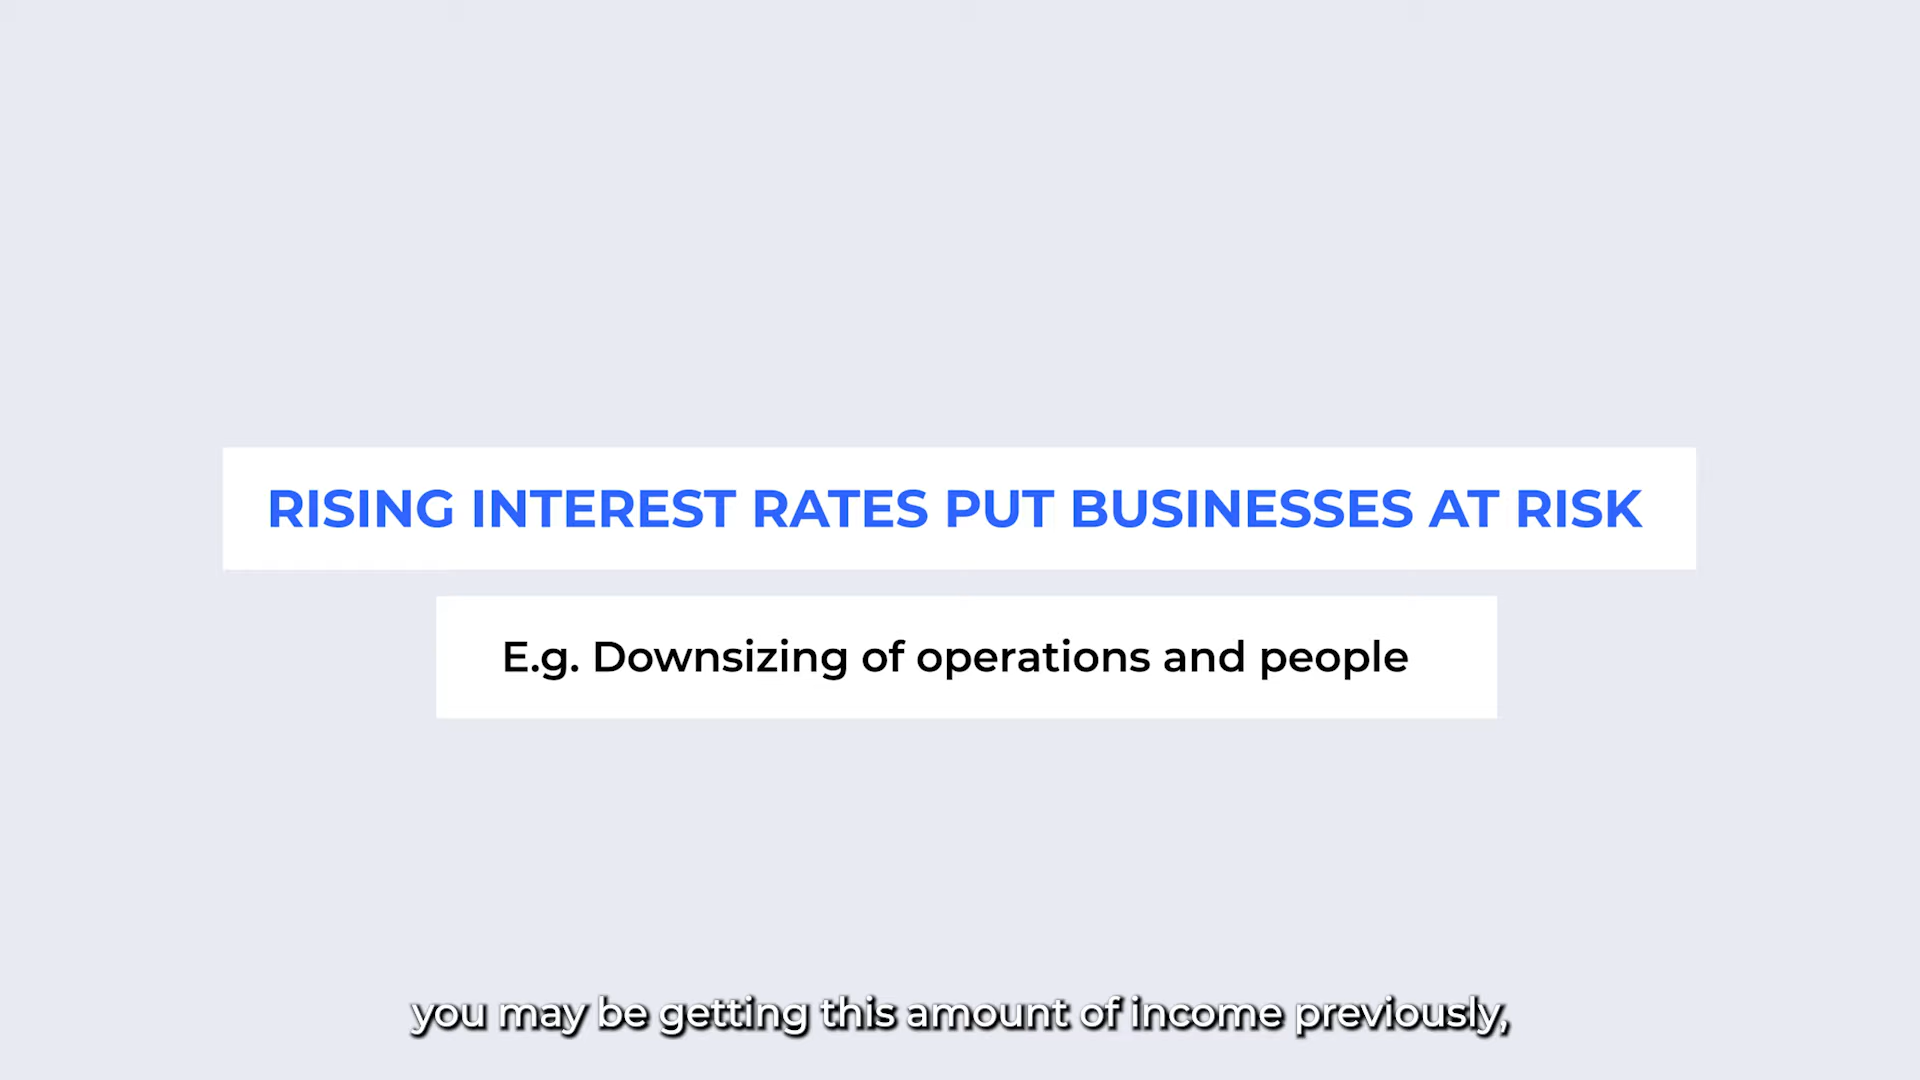 RISING INTEREST RATES PUT BUSINESSES AT RISK
E.g. Downsizing of operations and people
you may be getting this amount of income previously,